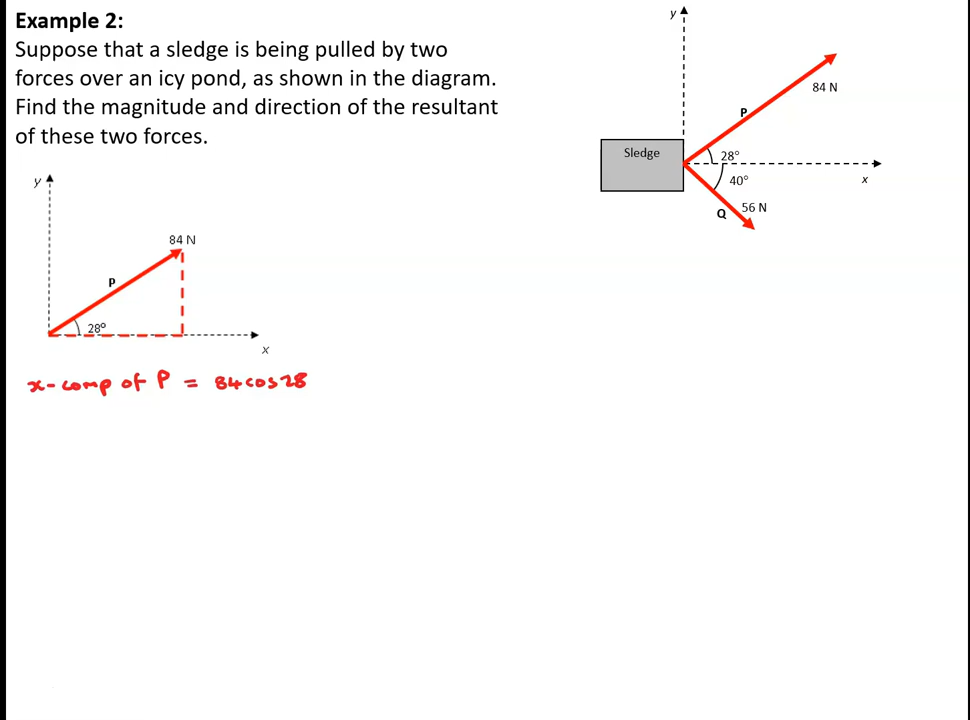 Example 2:
Suppose that a sledge is being pulled by two
forces over an icy pond, as shown in the diagram.
Find the magnitude and direction of the resultant
of these two forces.
y
84 N
P
Sledge
28°
40°
x
56 N
Q
y
84 N
P
28°
x
x-comp of P = 84cos28